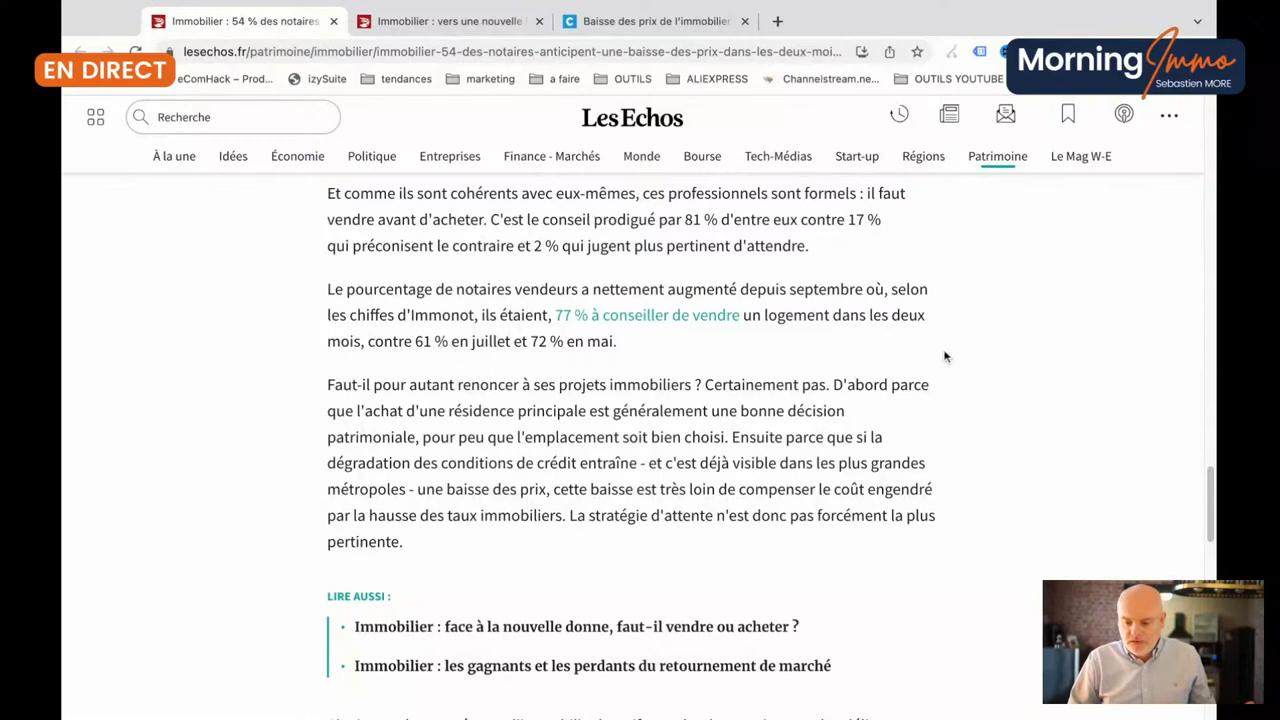 Immobilier : 54 % des notaires
Immobilier : vers une nouvelle
Baisse des prix de l'immobilier
EN DIRECT
lesechos.fr/patrimoine/immobilier/immobilier-54-des-notaires-anticipent-une-baisse-des-prix-dans-les-deux-moi...
Morning Immo
Sebastien MORE
eComHack – Prod...
izySuite
tendances
marketing
a faire
OUTILS
ALIEXPRESS
Channelstream.ne...
OUTILS YOUTUBE
Recherche
Les Echos
À la une Idées Économie Politique Entreprises Finance - Marchés Monde Bourse Tech-Médias Start-up Régions Patrimoine Le Mag W-E
Et comme ils sont cohérents avec eux-mêmes, ces professionnels sont formels : il faut
vendre avant d'acheter. C'est le conseil prodigué par 81 % d'entre eux contre 17 %
qui préconisent le contraire et 2 % qui jugent plus pertinent d'attendre.
Le pourcentage de notaires vendeurs a nettement augmenté depuis septembre où, selon
les chiffes d'Immonot, ils étaient, 77 % à conseiller de vendre un logement dans les deux
mois, contre 61 % en juillet et 72 % en mai.
Faut-il pour autant renoncer à ses projets immobiliers ? Certainement pas. D'abord parce
que l'achat d'une résidence principale est généralement une bonne décision
patrimoniale, pour peu que l'emplacement soit bien choisi. Ensuite parce que si la
dégradation des conditions de crédit entraîne - et c'est déjà visible dans les plus grandes
métropoles - une baisse des prix, cette baisse est très loin de compenser le coût engendré
par la hausse des taux immobiliers. La stratégie d'attente n'est donc pas forcément la plus
pertinente.
LIRE AUSSI :
Immobilier : face à la nouvelle donne, faut-il vendre ou acheter ?
Immobilier : les gagnants et les perdants du retournement de marché